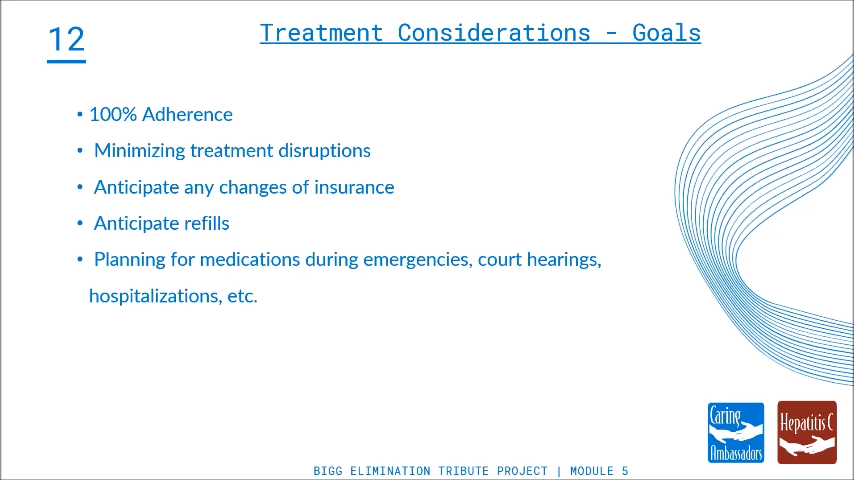 12
Treatment Considerations - Goals
• 100% Adherence
• Minimizing treatment disruptions
• Anticipate any changes of insurance
• Anticipate refills
• Planning for medications during emergencies, court hearings,
hospitalizations, etc.
Caring
Ambassadors
Hepatitis C
BIGG ELIMINATION TRIBUTE PROJECT | MODULE 5